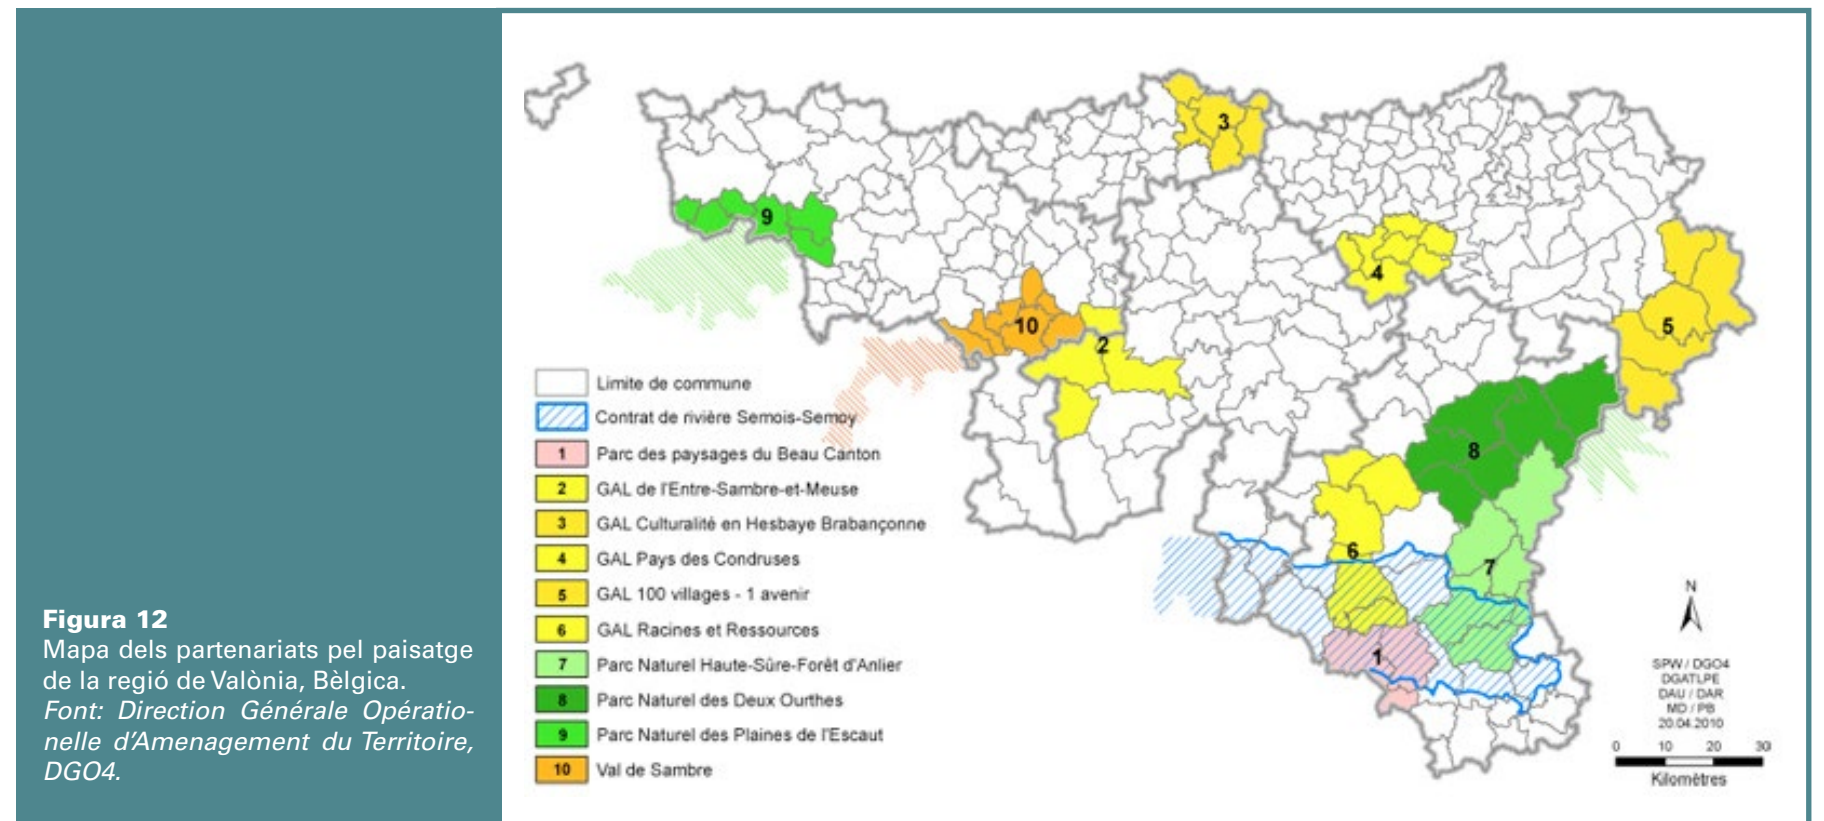 Figura 12
Mapa dels partenariats pel paisatge
de la regió de Valònia, Bèlgica.
Font: Direction Générale Opératio-
nelle d'Amenagement du Territoire,
DGO4.
3
9
4
5
10
2
8
6
7
1
Limite de commune
Contrat de rivière Semois-Semoy
1 Parc des paysages du Beau Canton
2 GAL de l'Entre-Sambre-et-Meuse
3 GAL Culturalité en Hesbaye Brabançonne
4 GAL Pays des Condruses
5 GAL 100 villages - 1 avenir
6 GAL Racines et Ressources
7 Parc Naturel Haute-Sûre-Forêt d'Anlier
8 Parc Naturel des Deux Ourthes
9 Parc Naturel des Plaines de l'Escaut
10 Val de Sambre
N
SPW / DGO4
DGATLPE
DAU / DAR
MD / PB
20.04.2010
0 10 20 30
Kilomètres